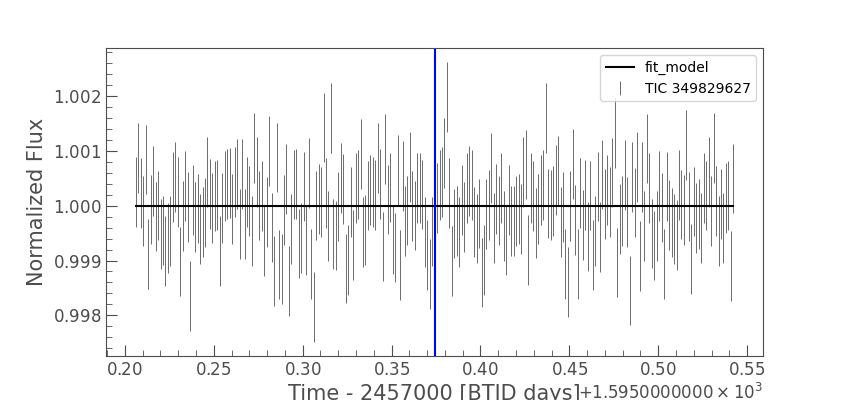 fit_model
TIC 349829627
Normalized Flux
1.002
1.001
1.000
0.999
0.998
0.20 0.25 0.30 0.35 0.40 0.45 0.50 0.55
Time - 2457000 [BTJD days]
+1.5950000000 × 10³